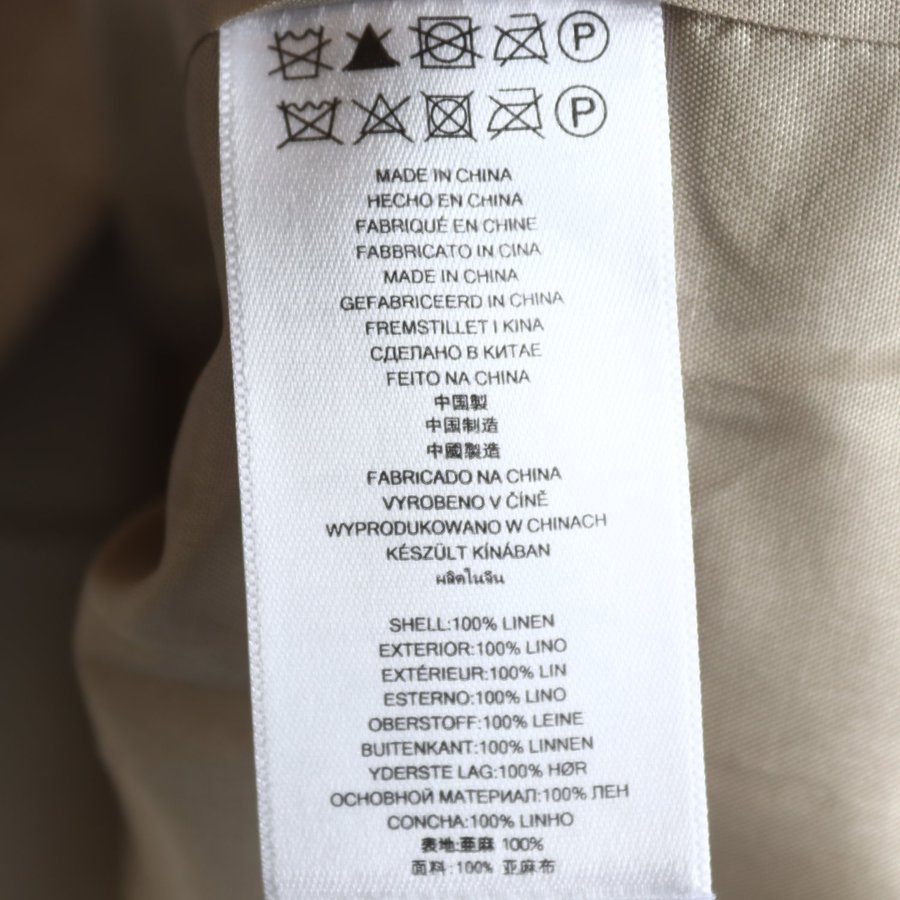 P
P
MADE IN CHINA
HECHO EN CHINA
FABRIQUÉ EN CHINE
FABBRICATO IN CINA
MADE IN CHINA
GEFABRICEERD IN CHINA
FREMSTILLET I KINA
СДЕЛАНО В КИТАЕ
FEITO NA CHINA
中国製
中国制造
中國製造
FABRICADO NA CHINA
VYROBENO V ČÍNĚ
WYPRODUKOWANO W CHINACH
KÉSZÜLT KÍNÁBAN
ผลิตในจีน
SHELL:100% LINEN
EXTERIOR:100% LINO
EXTÉRIEUR:100% LIN
ESTERNO:100% LINO
OBERSTOFF:100% LEINE
BUITENKANT:100% LINNEN
YDERSTE LAG:100% HØR
ОСНОВНОЙ МАТЕРИАЛ:100% ЛЕН
CONCHA:100% LINHO
表地:亜麻 100%
面料:100% 亚麻布